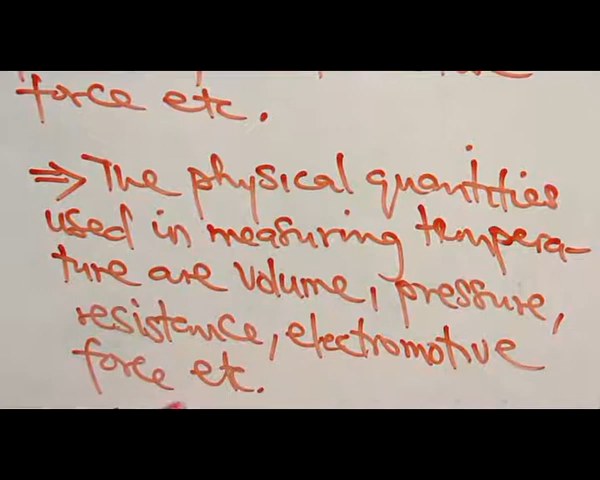 force etc.
⇒ The physical quantities
used in measuring tempera-
ture are volume, pressure,
resistance, electromotive
force etc.